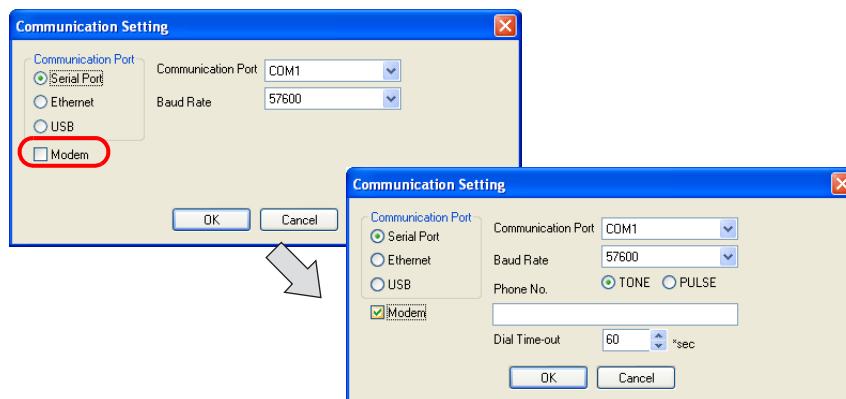 Communication Setting
Communication Port
Serial Port
Communication Port COM1
Ethernet
Baud Rate 57600
USB
Modem
OK Cancel
Communication Setting
Communication Port
Serial Port
Communication Port COM1
Ethernet
Baud Rate 57600
USB
Phone No. TONE PULSE
Modem
Dial Time-out 60 *sec
OK Cancel